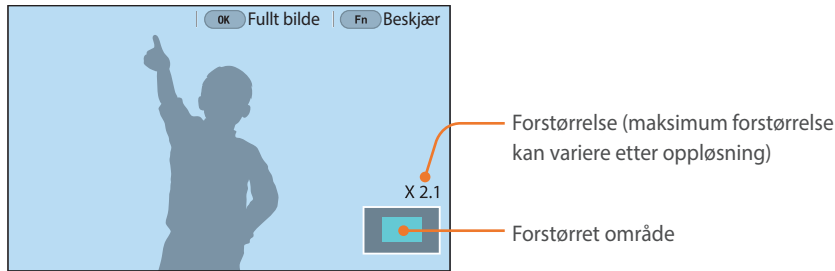 OK Fullt bilde Fn Beskjær
Forstørrelse (maksimum forstørrelse
kan variere etter oppløsning)
X 2.1
Forstørret område